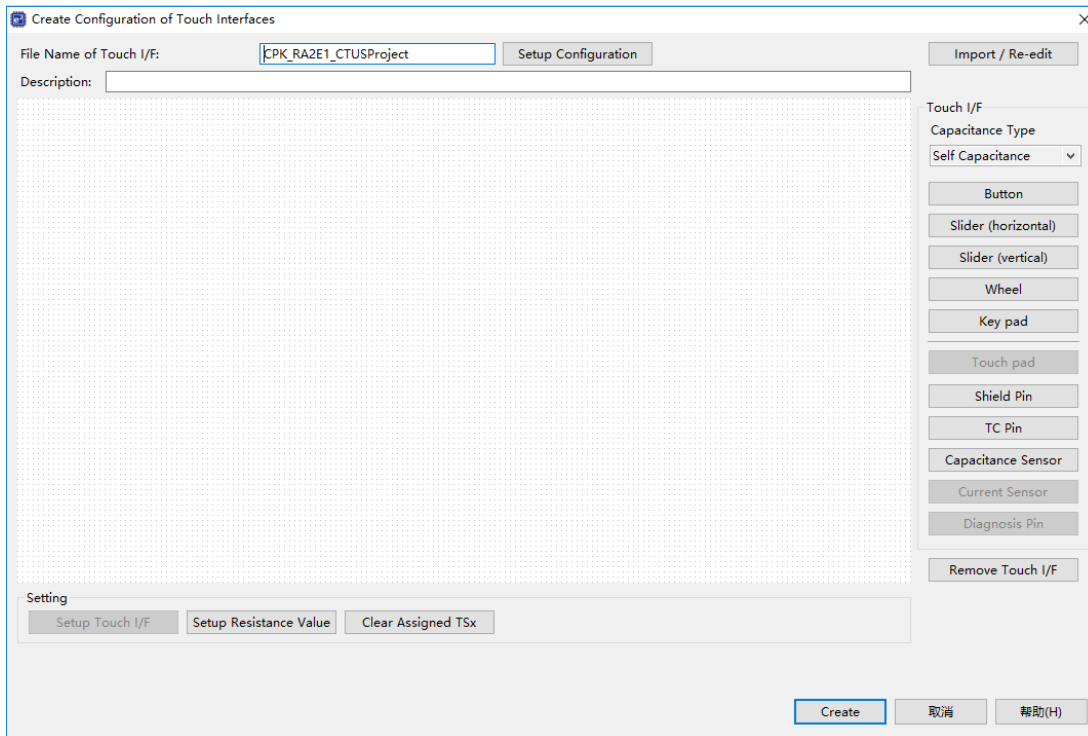 Create Configuration of Touch Interfaces
File Name of Touch I/F: CPK_RA2E1_CTUSProject Setup Configuration Import / Re-edit
Description:
Touch I/F
Capacitance Type
Self Capacitance
Button
Slider (horizontal)
Slider (vertical)
Wheel
Key pad
Touch pad
Shield Pin
TC Pin
Capacitance Sensor
Current Sensor
Diagnosis Pin
Remove Touch I/F
Setting
Setup Touch I/F Setup Resistance Value Clear Assigned TSx
Create 取消 帮助(H)